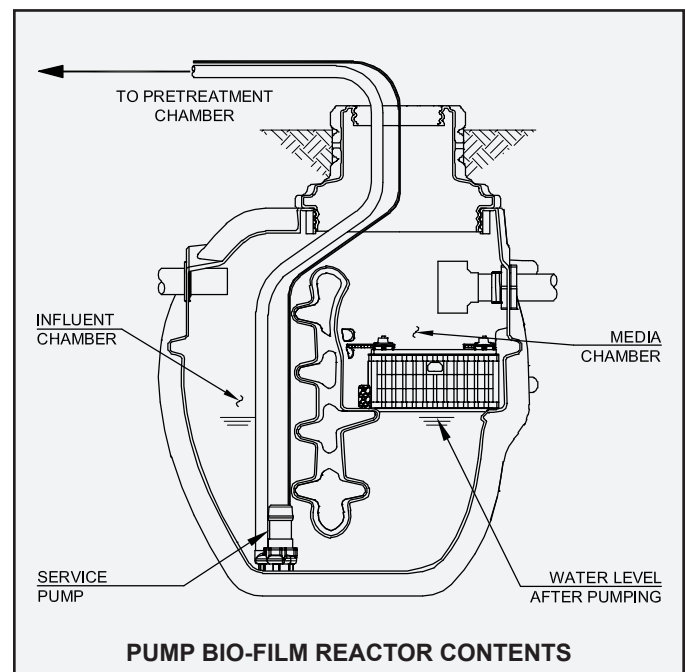 TO PRETREATMENT
CHAMBER
INFLUENT
CHAMBER
MEDIA
CHAMBER
SERVICE
PUMP
WATER LEVEL
AFTER PUMPING
PUMP BIO-FILM REACTOR CONTENTS